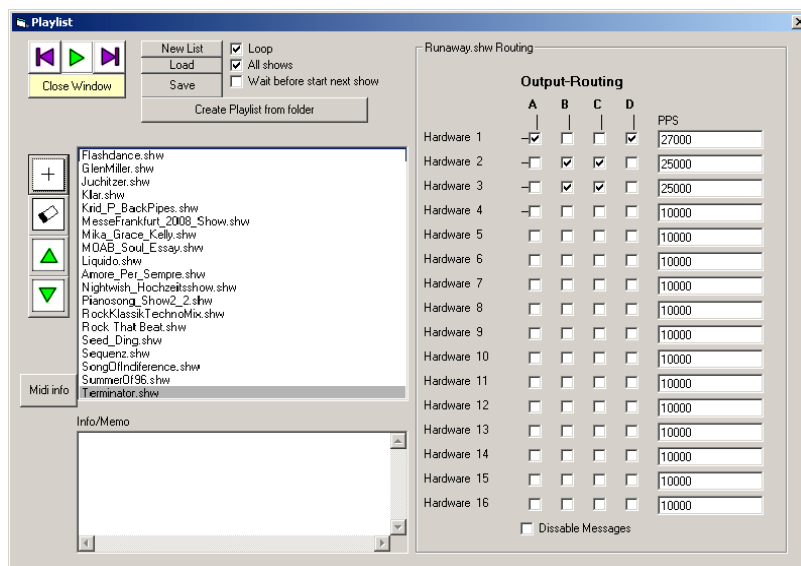 Playlist
New List
Load
Save
Loop
All shows
Wait before start next show
Close Window
Create Playlist from folder
Flashdance.shw
GlenMiller.shw
Juchitzer.shw
Klar.shw
Krid_P_BackPipes.shw
MesseFrankfurt_2008_Show.shw
Mika_Grace_Kelly.shw
MOAB_Soul_Essay.shw
Liquido.shw
Amore_Per_Sempre.shw
Nightwish_Hochzeitsshow.shw
Pianosong_Show2_2.shw
RockKlassikTechnoMix.shw
Rock That Beat.shw
Seed_Ding.shw
Sequenz.shw
SongOfIndiference.shw
SummerOf96.shw
Terminator.shw
Midi info
Info/Memo
Runaway.shw Routing
Output-Routing
A B C D
PPS
Hardware 1 27000
Hardware 2 25000
Hardware 3 25000
Hardware 4 10000
Hardware 5 10000
Hardware 6 10000
Hardware 7 10000
Hardware 8 10000
Hardware 9 10000
Hardware 10 10000
Hardware 11 10000
Hardware 12 10000
Hardware 13 10000
Hardware 14 10000
Hardware 15 10000
Hardware 16 10000
Dissable Messages